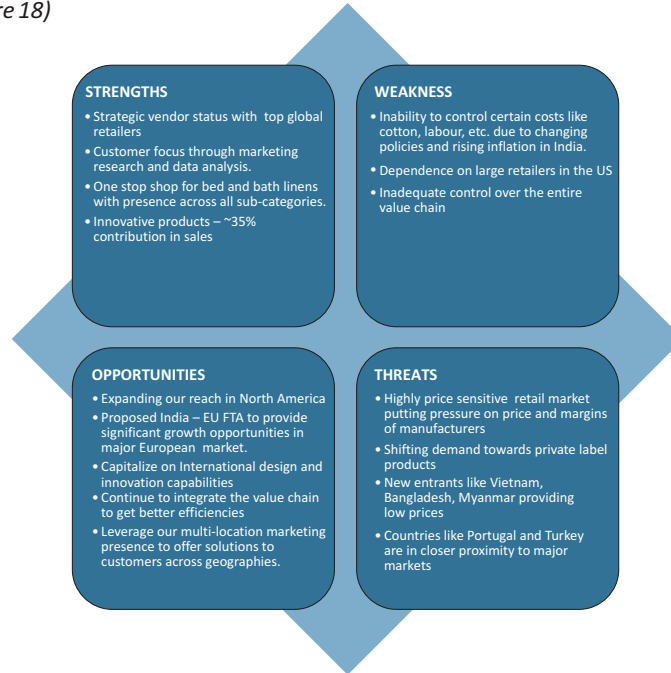 re 18)
STRENGTHS
• Strategic vendor status with top global
retailers
• Customer focus through marketing
research and data analysis.
• One stop shop for bed and bath linens
with presence across all sub-categories.
• Innovative products – ~35%
contribution in sales
WEAKNESS
• Inability to control certain costs like
cotton, labour, etc. due to changing
policies and rising inflation in India.
• Dependence on large retailers in the US
• Inadequate control over the entire
value chain
OPPORTUNITIES
• Expanding our reach in North America
• Proposed India – EU FTA to provide
significant growth opportunities in
major European market.
• Capitalize on International design and
innovation capabilities
• Continue to integrate the value chain
to get better efficiencies
• Leverage our multi-location marketing
presence to offer solutions to
customers across geographies.
THREATS
• Highly price sensitive retail market
putting pressure on price and margins
of manufacturers
• Shifting demand towards private label
products
• New entrants like Vietnam,
Bangladesh, Myanmar providing
low prices
• Countries like Portugal and Turkey
are in closer proximity to major
markets